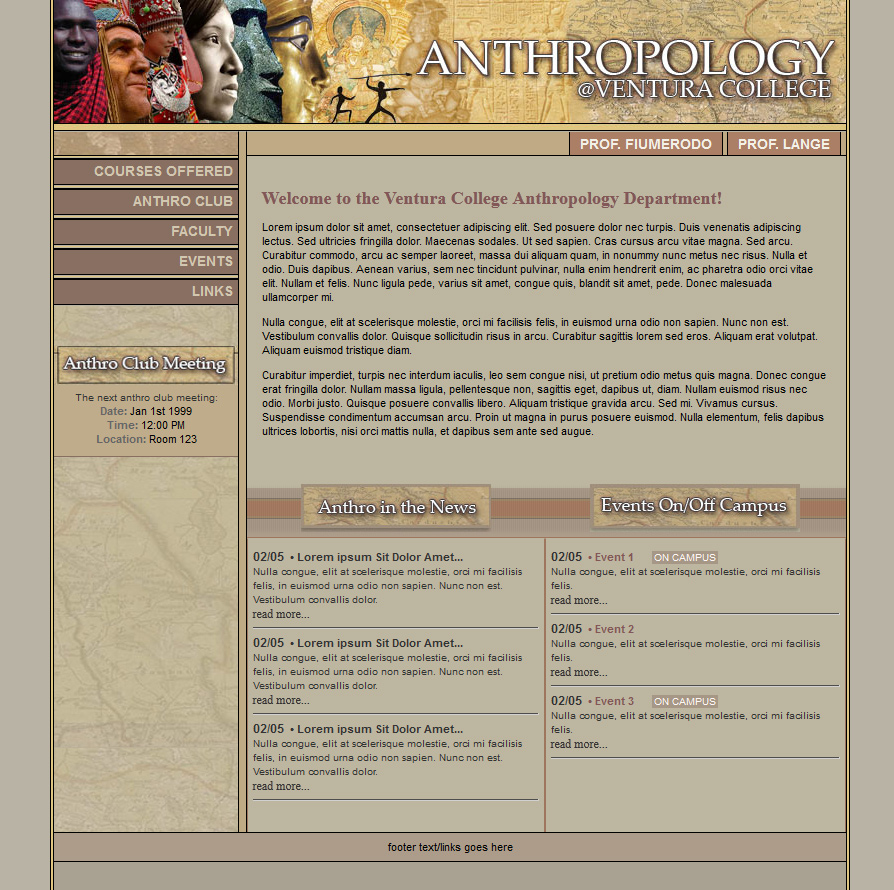 ANTHROPOLOGY
@VENTURA COLLEGE
PROF. FIUMERODO
PROF. LANGE
COURSES OFFERED
ANTHRO CLUB
FACULTY
EVENTS
LINKS
Anthro Club Meeting
The next anthro club meeting:
Date: Jan 1st 1999
Time: 12:00 PM
Location: Room 123
Welcome to the Ventura College Anthropology Department!
Lorem ipsum dolor sit amet, consectetuer adipiscing elit. Sed posuere dolor nec turpis. Duis venenatis adipiscing
lectus. Sed ultricies fringilla dolor. Maecenas sodales. Ut sed sapien. Cras cursus arcu vitae magna. Sed arcu.
Curabitur commodo, arcu ac semper laoreet, massa dui aliquam quam, in nonummy nunc metus nec risus. Nulla et
odio. Duis dapibus. Aenean varius, sem nec tincidunt pulvinar, nulla enim hendrerit enim, ac pharetra odio orci vitae
elit. Nullam et felis. Nunc ligula pede, varius sit amet, congue quis, blandit sit amet, pede. Donec malesuada
ullamcorper mi.
Nulla congue, elit at scelerisque molestie, orci mi facilisis felis, in euismod urna odio non sapien. Nunc non est.
Vestibulum convallis dolor. Quisque sollicitudin risus in arcu. Curabitur sagittis lorem sed eros. Aliquam erat volutpat.
Aliquam euismod tristique diam.
Curabitur imperdiet, turpis nec interdum iaculis, leo sem congue nisi, ut pretium odio metus quis magna. Donec congue
erat fringilla dolor. Nullam massa ligula, pellentesque non, sagittis eget, dapibus ut, diam. Nullam euismod risus nec
odio. Morbi justo. Quisque posuere convallis libero. Aliquam tristique gravida arcu. Sed mi. Vivamus cursus.
Suspendisse condimentum accumsan arcu. Proin ut magna in purus posuere euismod. Nulla elementum, felis dapibus
ultrices lobortis, nisi orci mattis nulla, et dapibus sem ante sed augue.
Anthro in the News
02/05 • Lorem ipsum Sit Dolor Amet...
Nulla congue, elit at scelerisque molestie, orci mi facilisis
felis, in euismod urna odio non sapien. Nunc non est.
Vestibulum convallis dolor.
read more...
02/05 • Lorem ipsum Sit Dolor Amet...
Nulla congue, elit at scelerisque molestie, orci mi facilisis
felis, in euismod urna odio non sapien. Nunc non est.
Vestibulum convallis dolor.
read more...
02/05 • Lorem ipsum Sit Dolor Amet...
Nulla congue, elit at scelerisque molestie, orci mi facilisis
felis, in euismod urna odio non sapien. Nunc non est.
Vestibulum convallis dolor.
read more...
Events On/Off Campus
02/05 • Event 1 ON CAMPUS
Nulla congue, elit at scelerisque molestie, orci mi facilisis
felis.
read more...
02/05 • Event 2
Nulla congue, elit at scelerisque molestie, orci mi facilisis
felis.
read more...
02/05 • Event 3 ON CAMPUS
Nulla congue, elit at scelerisque molestie, orci mi facilisis
felis.
read more...
footer text/links goes here